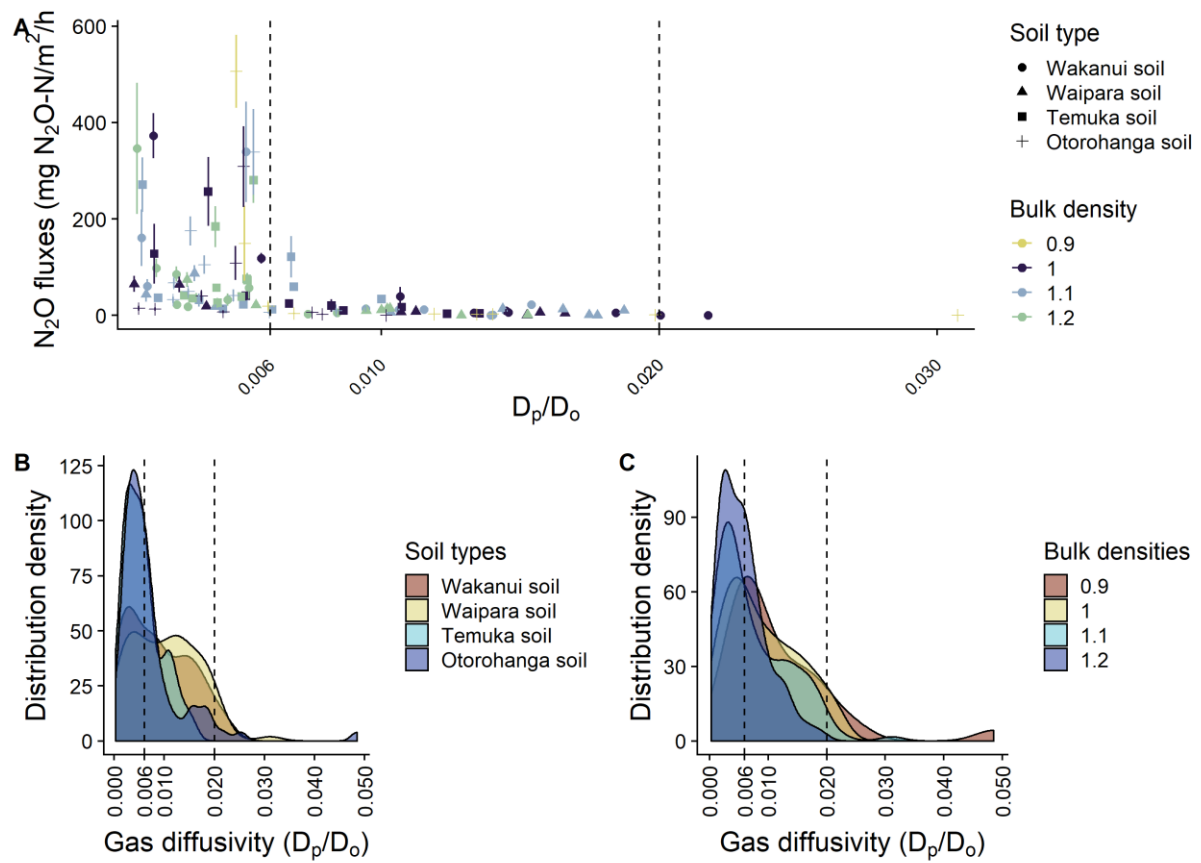 A
N₂O fluxes (mg N₂O-N/m²/h)
600
400
200
0
0.006
0.010
0.020
0.030
Dₚ/Dₒ
Soil type
Wakanui soil
Waipara soil
Temuka soil
Otorohanga soil
Bulk density
0.9
1
1.1
1.2
B
Distribution density
125
100
75
50
25
0
0.000
0.006
0.010
0.020
0.030
0.040
0.050
Gas diffusivity (Dₚ/Dₒ)
Soil types
Wakanui soil
Waipara soil
Temuka soil
Otorohanga soil
C
Distribution density
90
60
30
0
0.000
0.006
0.010
0.020
0.030
0.040
0.050
Gas diffusivity (Dₚ/Dₒ)
Bulk densities
0.9
1
1.1
1.2